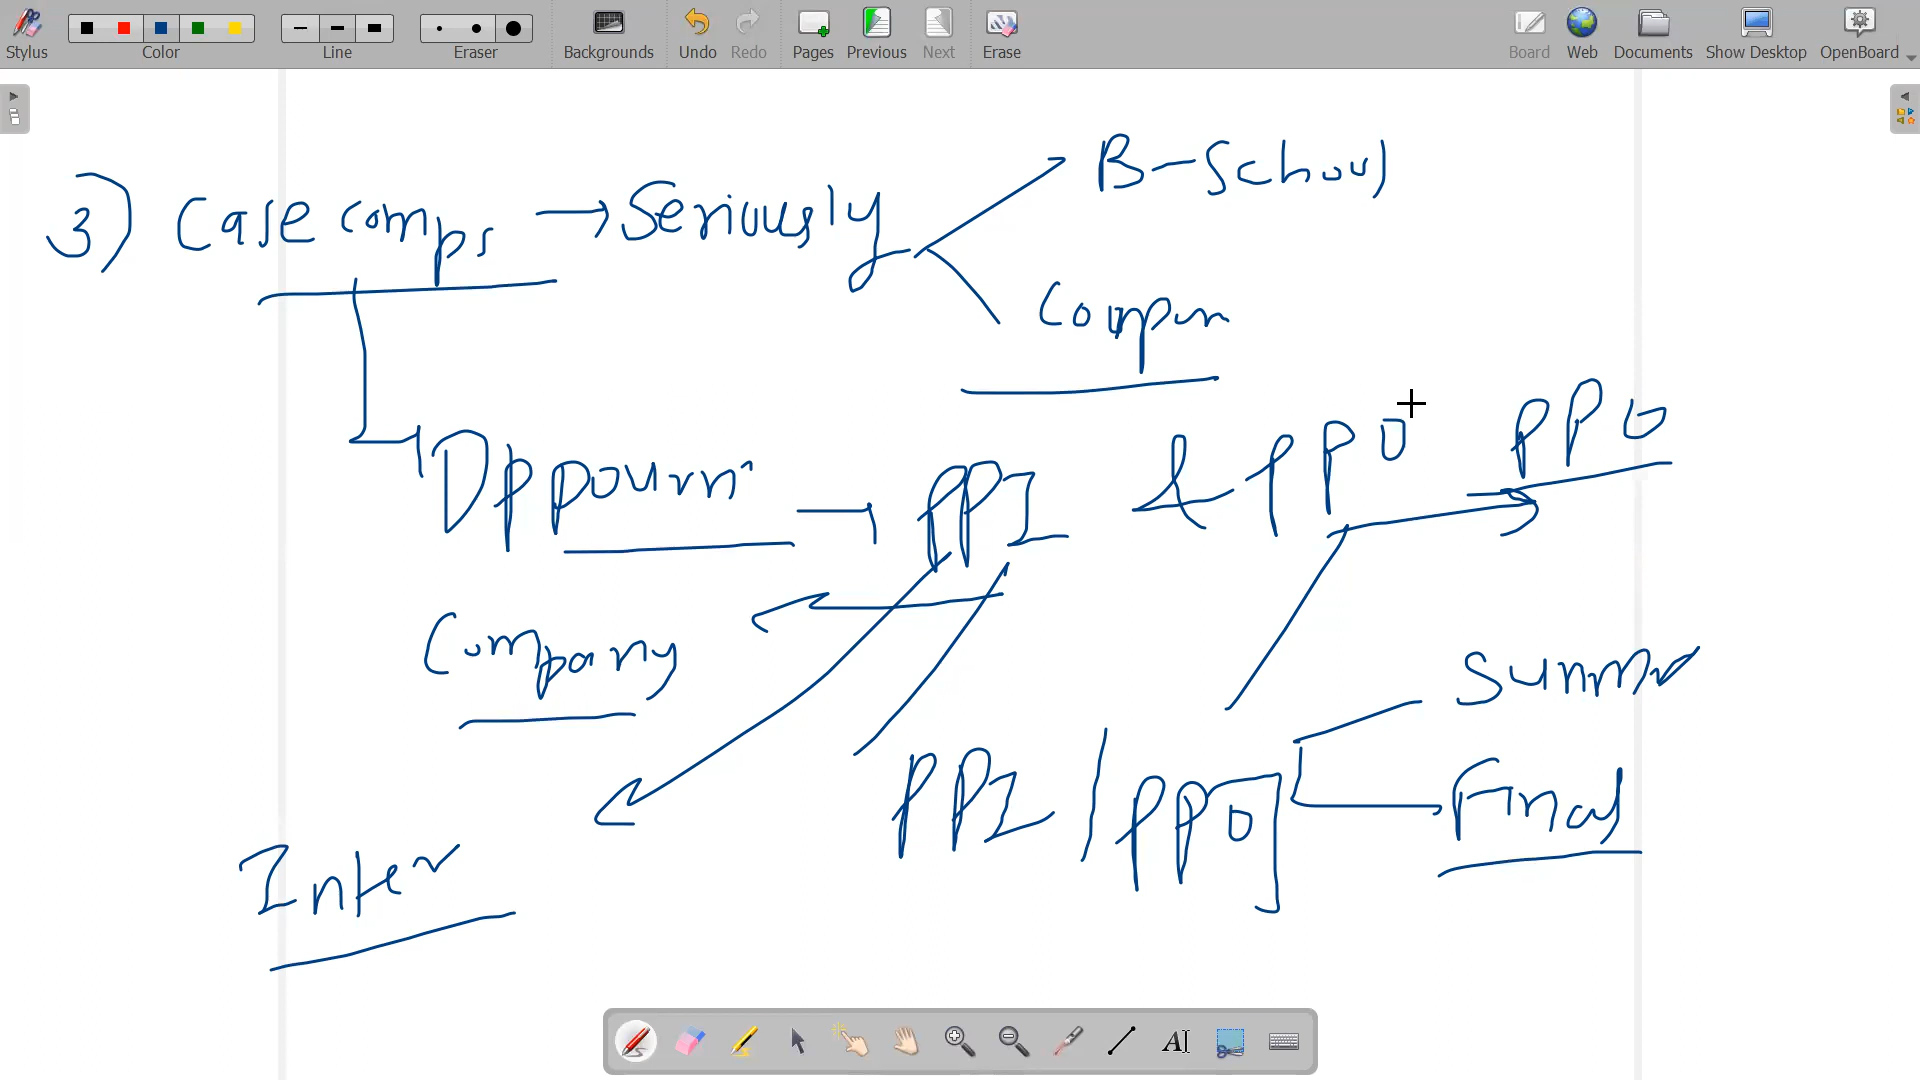 Stylus Color Line Eraser Backgrounds Undo Redo Pages Previous Next Erase Board Web Documents Show Desktop OpenBoard
B-School
3) Case comps → Seriously
Compan
PPO
PPI & PPO
Company
Summer
PPI / PPO]
Final
Inter